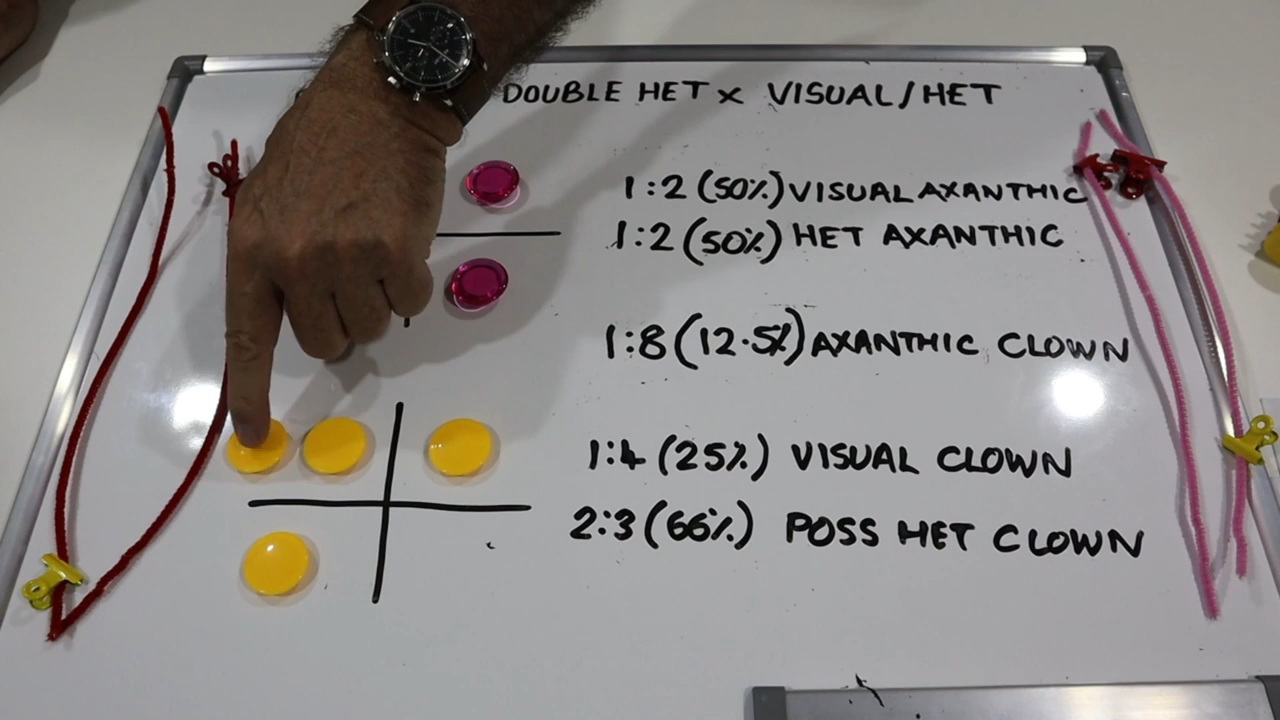 DOUBLE HET x VISUAL/HET
1:2 (50%) VISUAL AXANTHIC
1:2 (50%) HET AXANTHIC
1:8 (12.5%) AXANTHIC CLOWN
1:4 (25%) VISUAL CLOWN
2:3 (66%) POSS HET CLOWN